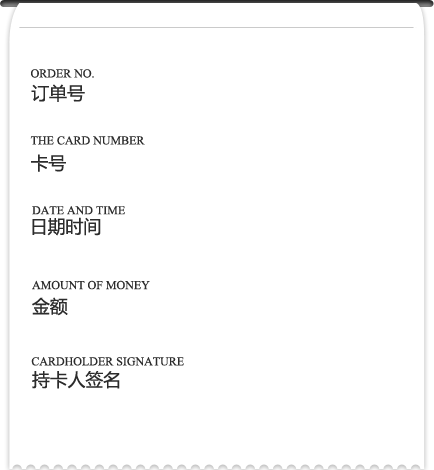 ORDER NO.
订单号
THE CARD NUMBER
卡号
DATE AND TIME
日期时间
AMOUNT OF MONEY
金额
CARDHOLDER SIGNATURE
持卡人签名